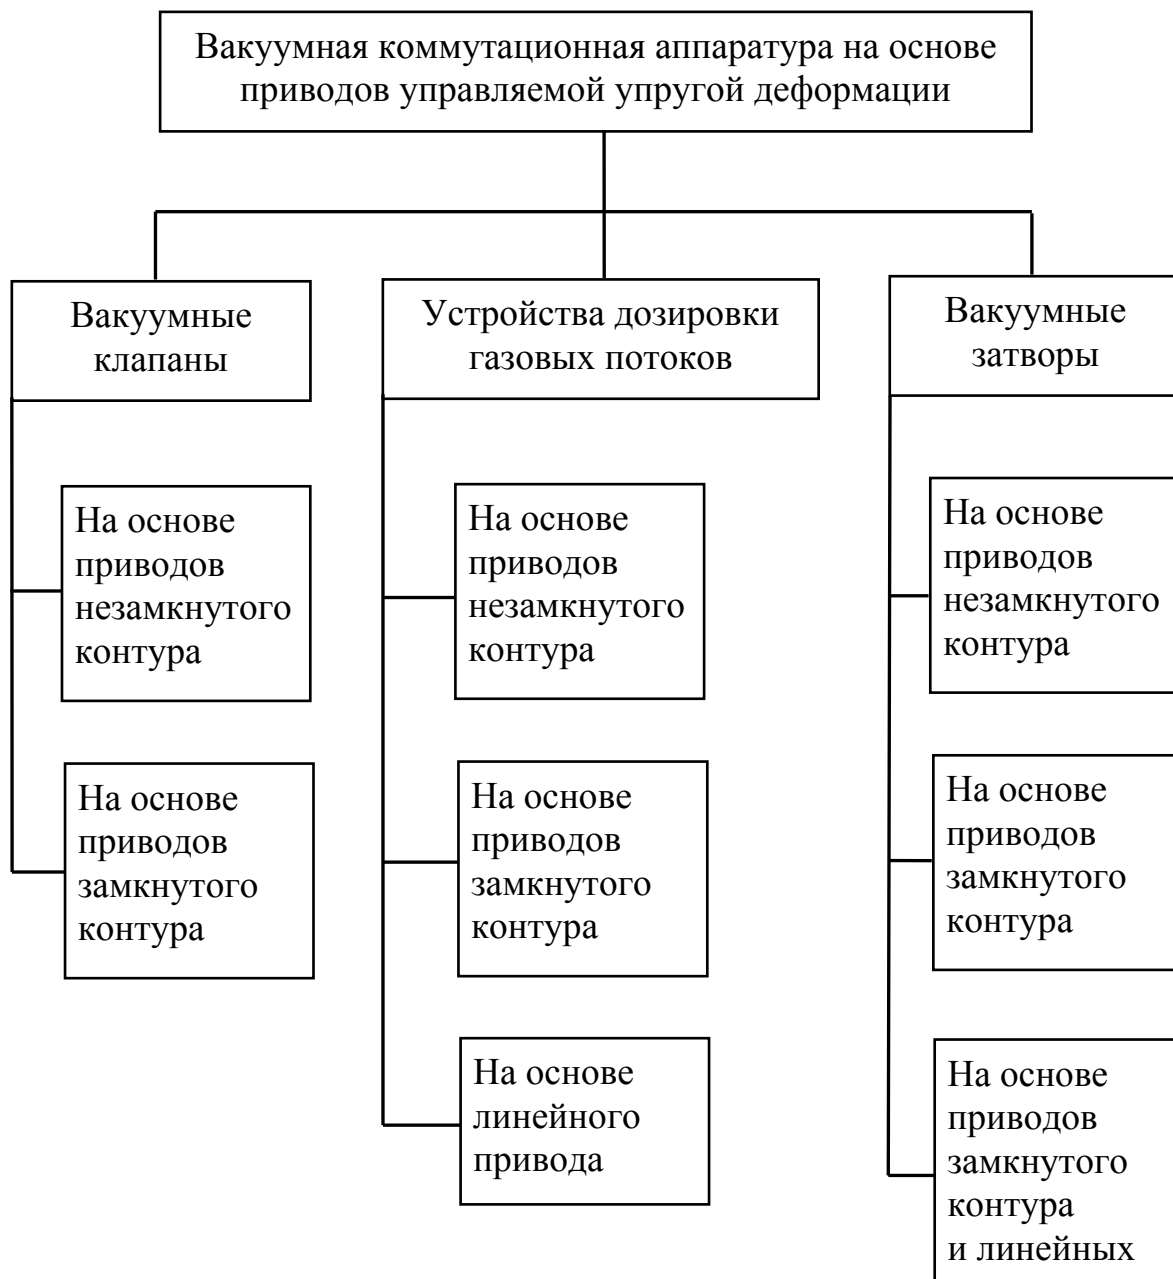 Вакуумная коммутационная аппаратура на основе
приводов управляемой упругой деформации
Вакуумные
клапаны
Устройства дозировки
газовых потоков
Вакуумные
затворы
На основе
приводов
незамкнутого
контура
На основе
приводов
замкнутого
контура
На основе
приводов
незамкнутого
контура
На основе
приводов
замкнутого
контура
На основе
линейного
привода
На основе
приводов
незамкнутого
контура
На основе
приводов
замкнутого
контура
На основе
приводов
замкнутого
контура
и линейных